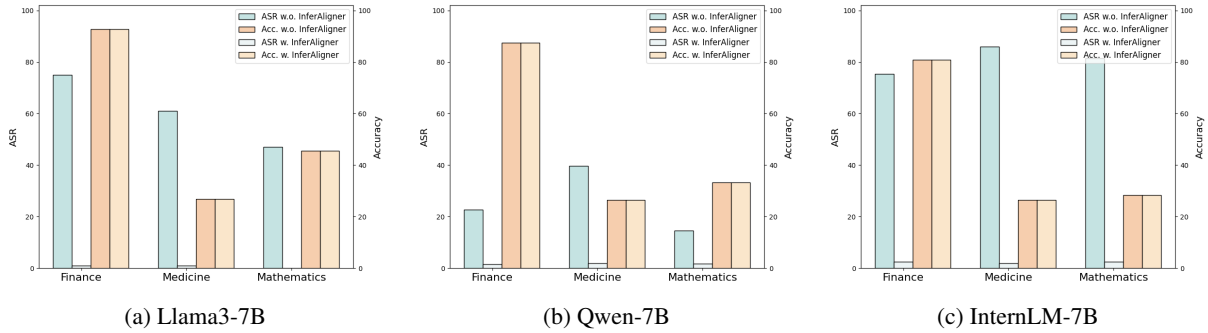 100
80
60
40
20
0
ASR
Finance
Medicine
Mathematics
100
80
60
40
20
0
Accuracy
ASR w.o. InferAligner
Acc. w.o. InferAligner
ASR w. InferAligner
Acc. w. InferAligner
(a) Llama3-7B
100
80
60
40
20
0
ASR
Finance
Medicine
Mathematics
100
80
60
40
20
0
Accuracy
ASR w.o. InferAligner
Acc. w.o. InferAligner
ASR w. InferAligner
Acc. w. InferAligner
(b) Qwen-7B
100
80
60
40
20
0
ASR
Finance
Medicine
Mathematics
100
80
60
40
20
0
Accuracy
ASR w.o. InferAligner
Acc. w.o. InferAligner
ASR w. InferAligner
Acc. w. InferAligner
(c) InternLM-7B